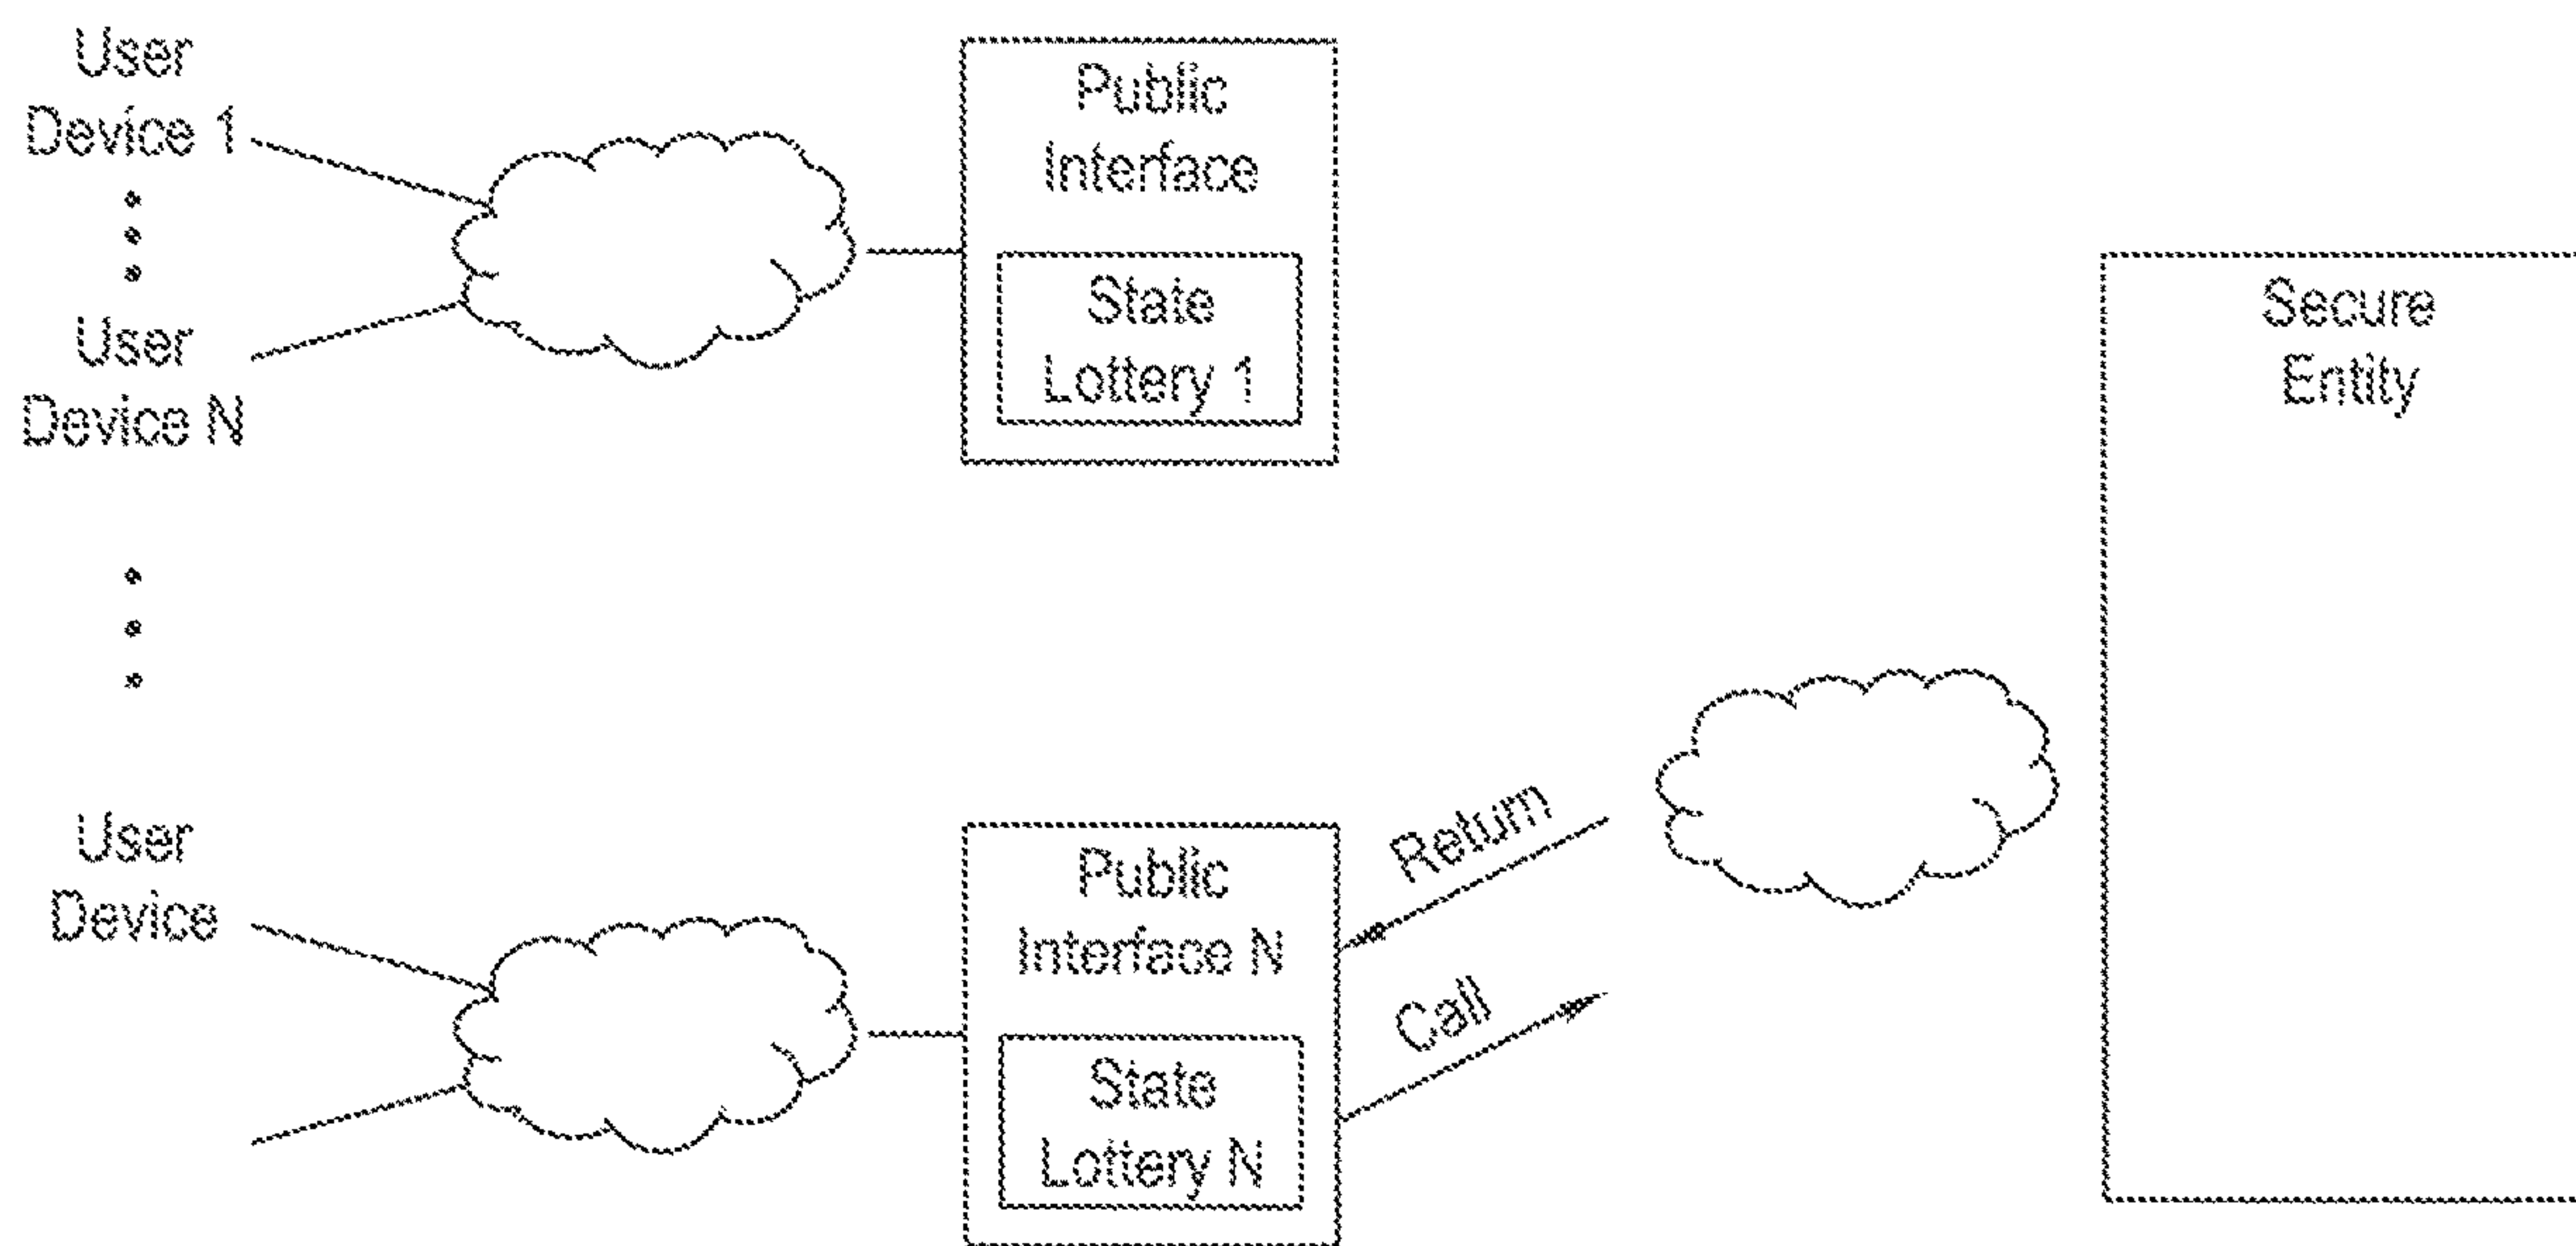 User
Device 1
User
Device N
Public
Interface
State
Lottery 1
Secure
Entity
User
Device
Public
Interface N
State
Lottery N
Return
Call